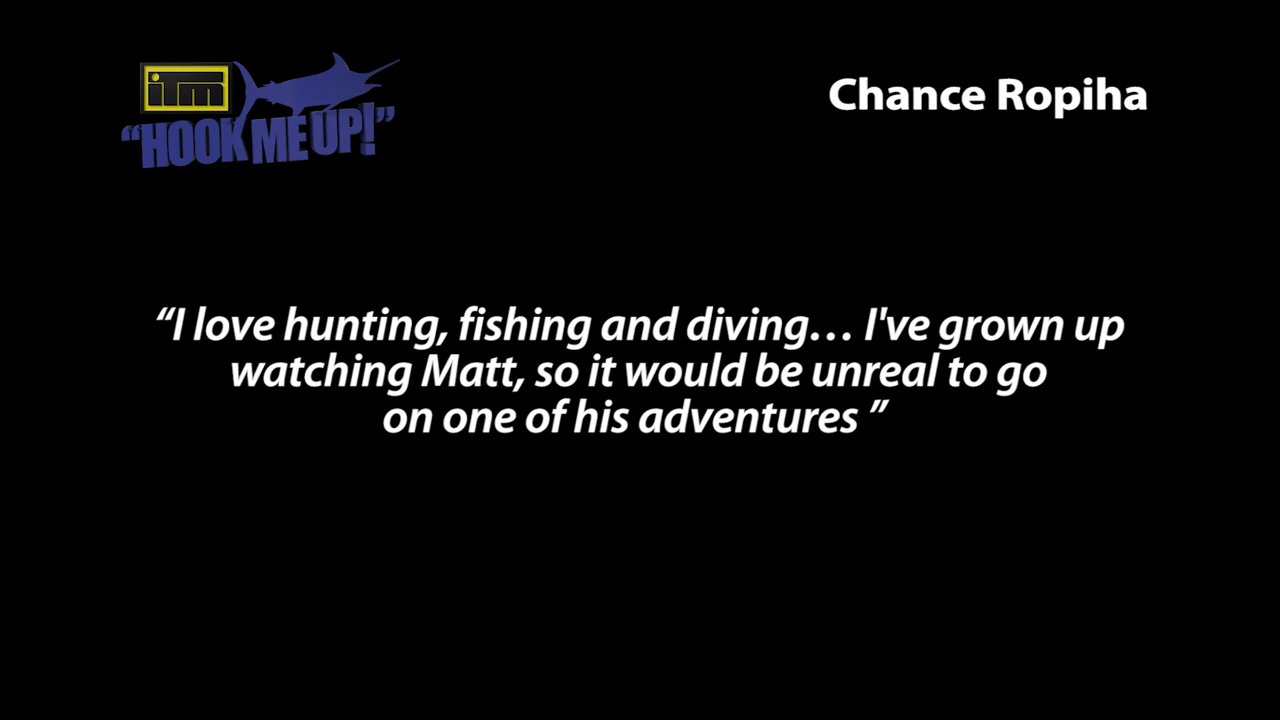 iTm
“HOOK ME UP!”
Chance Ropiha
“I love hunting, fishing and diving… I've grown up
watching Matt, so it would be unreal to go
on one of his adventures ”